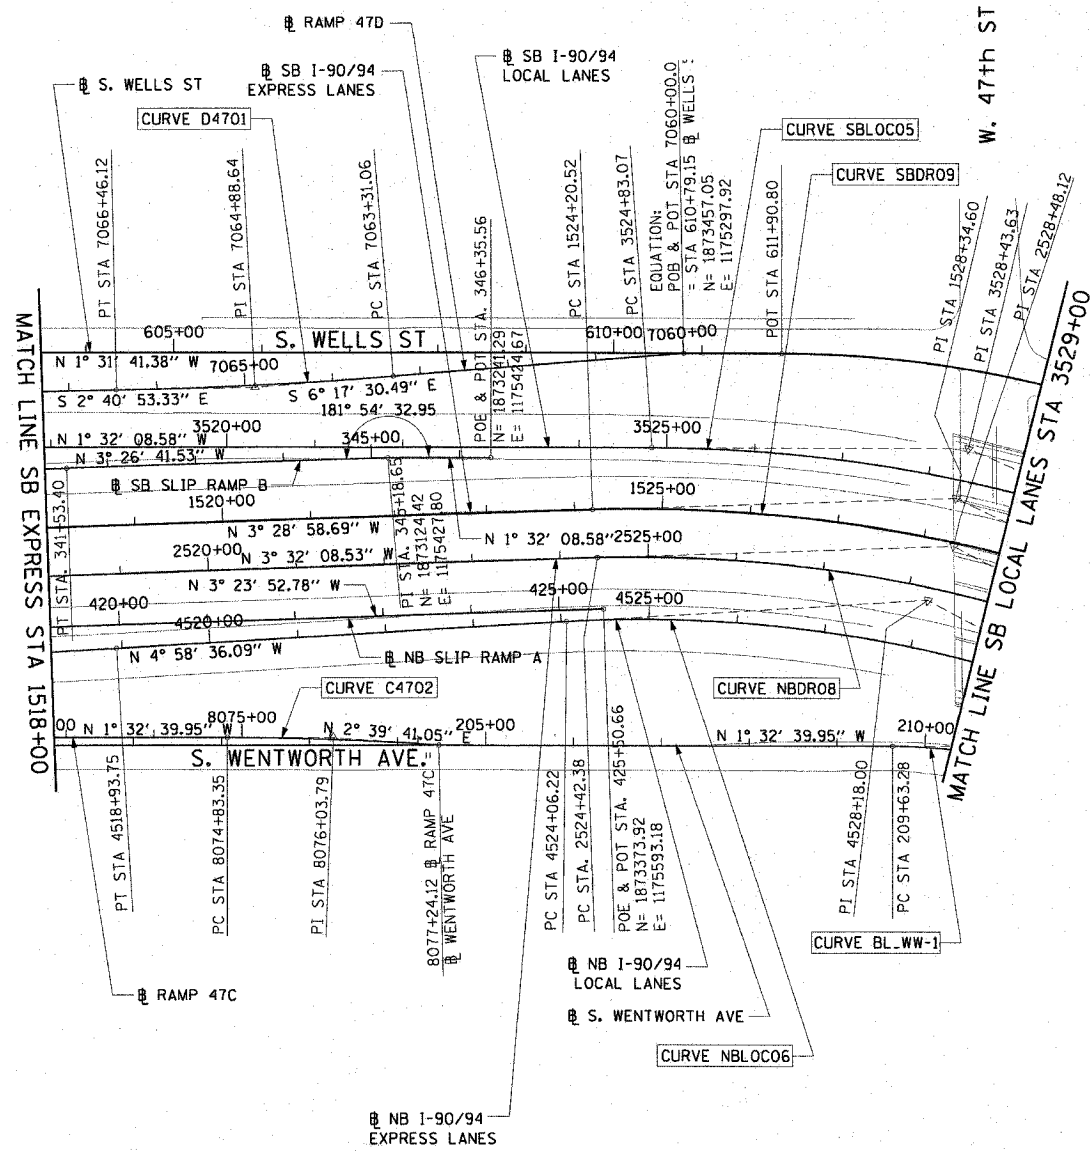 W. 47th ST
℄ RAMP 47D
℄ S. WELLS ST
℄ SB I-90/94
EXPRESS LANES
℄ SB I-90/94
LOCAL LANES
CURVE D4701
CURVE SBLOC05
CURVE SBDR09
PT STA 7066+46.12
PI STA 7064+88.64
PC STA 7063+31.06
POE & POT STA. 346+35.56
N= 1873241.29
E= 1175424.67
PC STA 1524+20.52
PC STA 3524+83.07
EQUATION:
POB & POT STA 7060+00.0
= STA 610+79.15 ℄ WELLS
N= 1873457.05
E= 1175297.92
POT STA 611+90.80
PI STA 1528+34.60
PI STA 3528+43.63
PI STA 2528+48.12
MATCH LINE SB EXPRESS STA 1518+00
MATCH LINE SB LOCAL LANES STA 3529+00
605+00
S. WELLS ST
610+00
7060+00
N 1° 31' 41.38" W
7065+00
S 2° 40' 53.33" E
S 6° 17' 30.49" E
181° 54' 32.95
3520+00
N 1° 32' 08.58" W
345+00
3525+00
N 3° 26' 41.53" W
℄ SB SLIP RAMP B
1520+00
1525+00
PT STA. 341+53.40
PI STA. 345+18.65
N= 1873124.42
E= 1175427.80
N 3° 28' 58.69" W
N 1° 32' 08.58"
2520+00
N 3° 32' 08.53" W
2525+00
N 3° 23' 52.78" W
420+00
425+00
4525+00
4520+00
N 4° 58' 36.09" W
℄ NB SLIP RAMP A
CURVE C4702
CURVE NBDR08
00
N 1° 32' 39.95" W
8075+00
N 2° 39' 41.05" E
205+00
N 1° 32' 39.95" W
210+00
S. WENTWORTH AVE.
PT STA 4518+93.75
PC STA 8074+83.35
PI STA 8076+03.79
8077+24.12 ℄ RAMP 47C=
℄ WENTWORTH AVE
PC STA 4524+06.22
PC STA. 2524+42.38
POE & POT STA. 425+50.66
N= 1873373.92
E= 1175593.18
PI STA 4528+18.00
PC STA 209+63.28
CURVE BL_WW-1
℄ RAMP 47C
℄ NB I-90/94
LOCAL LANES
℄ S. WENTWORTH AVE
CURVE NBLOC06
℄ NB I-90/94
EXPRESS LANES